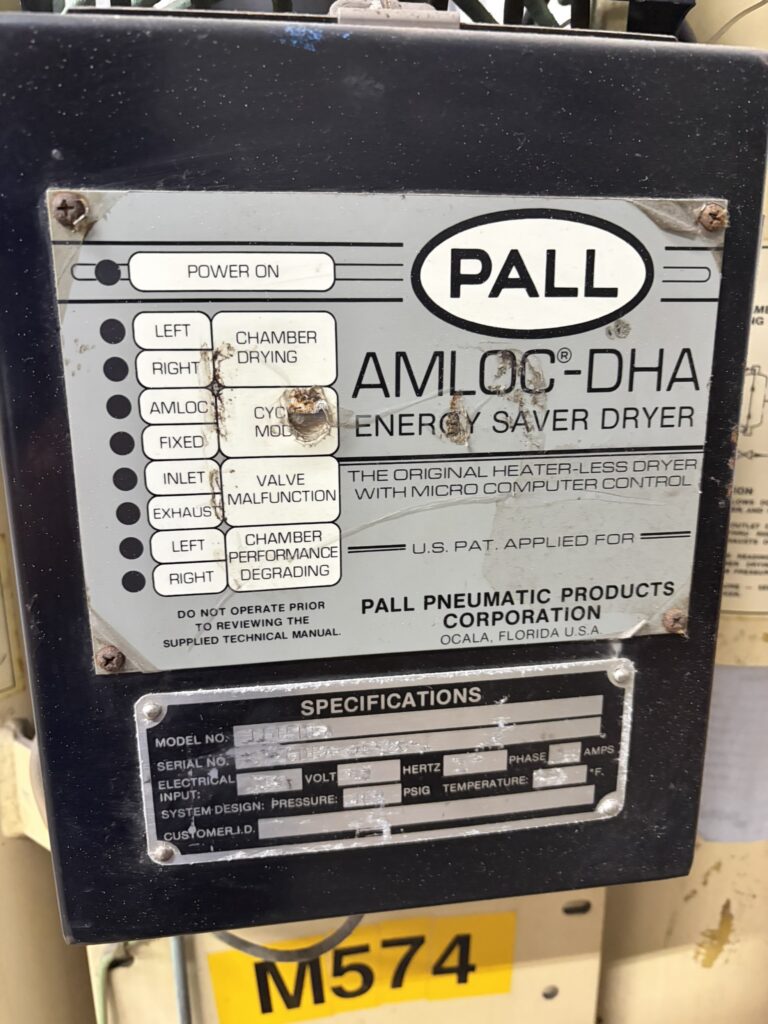 PALL
POWER ON
LEFT
RIGHT
CHAMBER
DRYING
AMLOC
FIXED
MODE
INLET
EXHAUST
VALVE
MALFUNCTION
LEFT
RIGHT
CHAMBER
PERFORMANCE
DEGRADING
DO NOT OPERATE PRIOR
TO REVIEWING THE
SUPPLIED TECHNICAL MANUAL.
AMLOC®-DHA
ENERGY SAVER DRYER
THE ORIGINAL HEATER-LESS DRYER
WITH MICRO COMPUTER CONTROL
U.S. PAT. APPLIED FOR
PALL PNEUMATIC PRODUCTS
CORPORATION
OCALA, FLORIDA U.S.A.
SPECIFICATIONS
MODEL NO.
SERIAL NO.
ELECTRICAL INPUT: VOLT HERTZ PHASE AMPS
SYSTEM DESIGN: PRESSURE: PSIG TEMPERATURE: °F.
CUSTOMER I.D.
M574